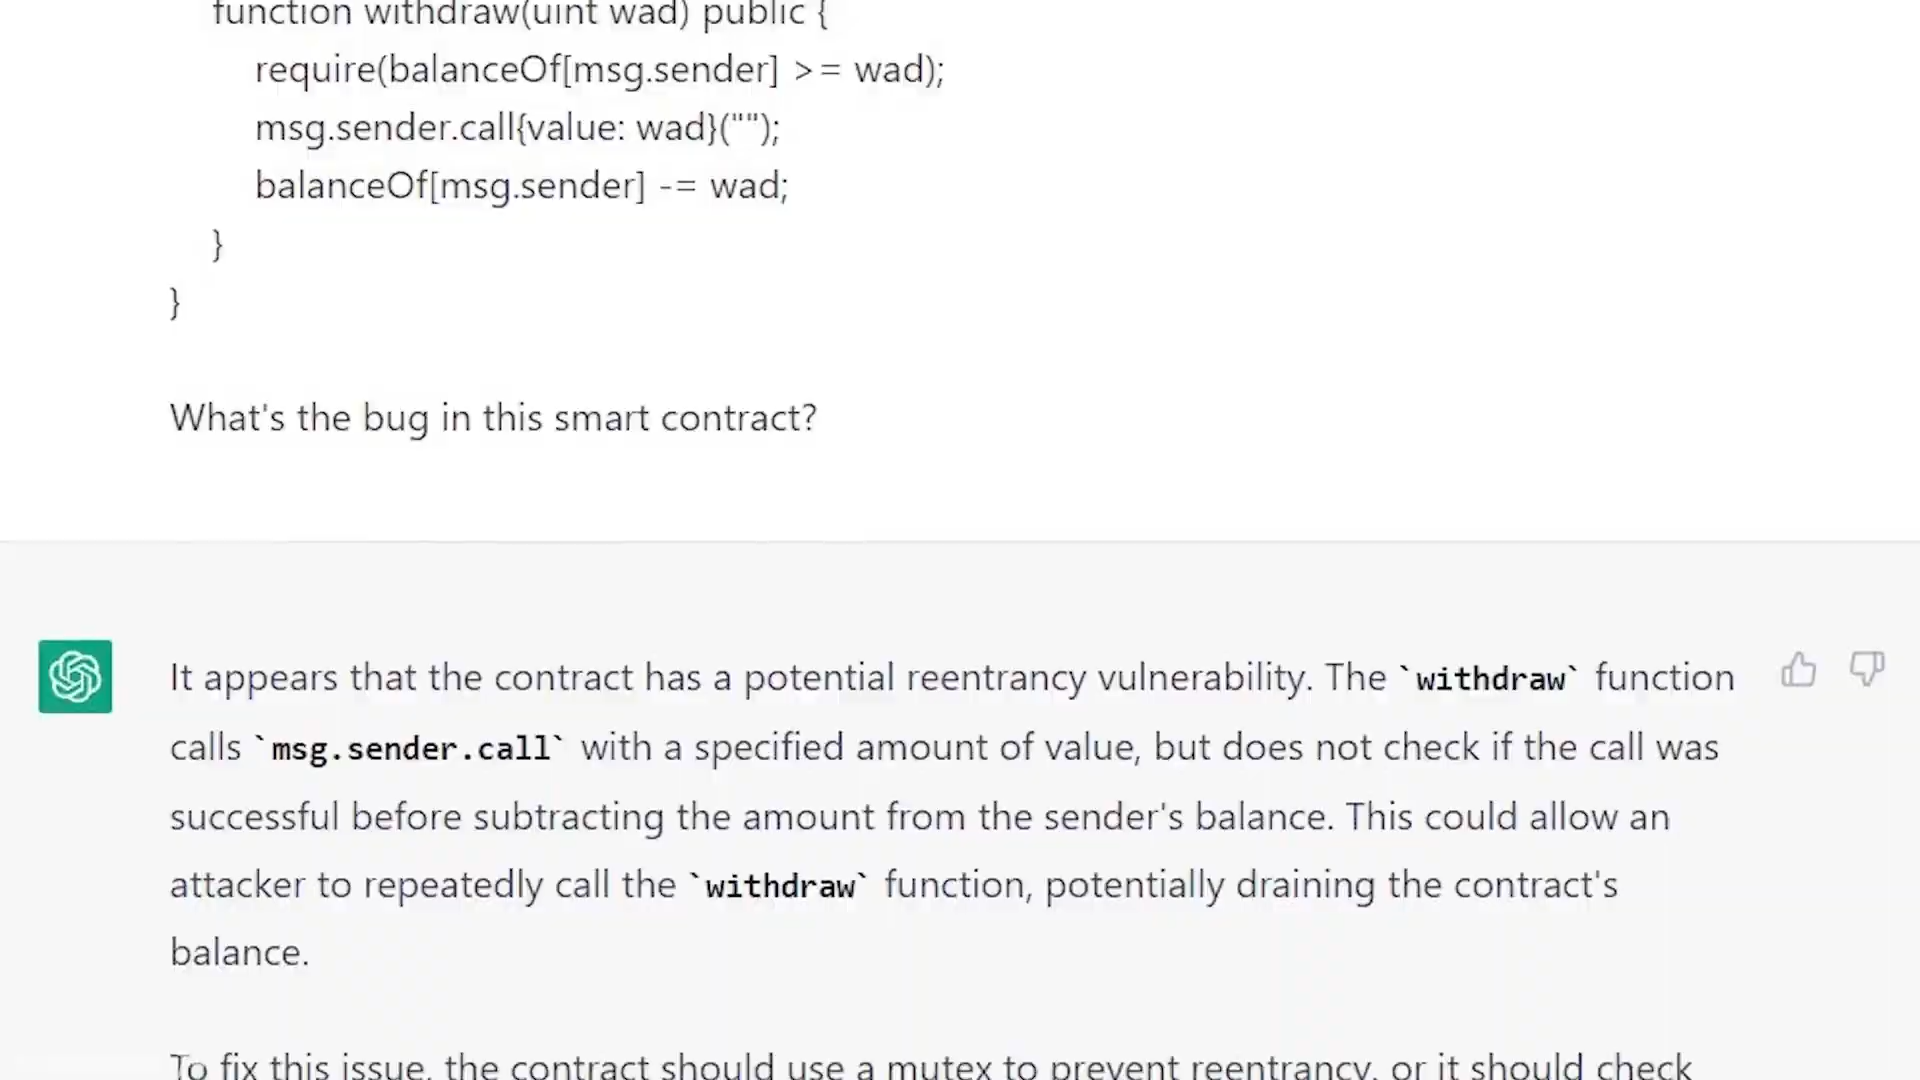 function withdraw(uint wad) public {
require(balanceOf[msg.sender] >= wad);
msg.sender.call{value: wad}("");
balanceOf[msg.sender] -= wad;
}
}
What's the bug in this smart contract?
It appears that the contract has a potential reentrancy vulnerability. The `withdraw` function
calls `msg.sender.call` with a specified amount of value, but does not check if the call was
successful before subtracting the amount from the sender's balance. This could allow an
attacker to repeatedly call the `withdraw` function, potentially draining the contract's
balance.
To fix this issue, the contract should use a mutex to prevent reentrancy, or it should check